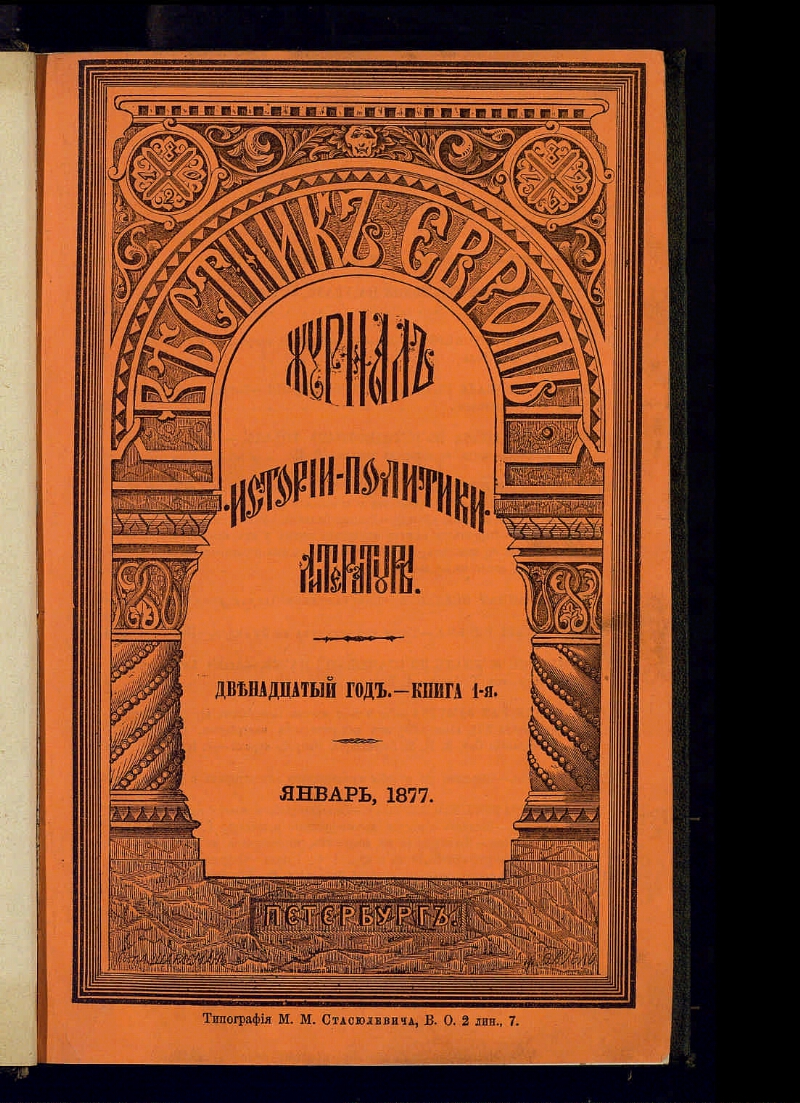 ВѢСТНИКЪ ЕВРОПЫ
ЖУРНАЛЪ
ИСТОРІИ-ПОЛИТИКИ
ЛИТЕРАТУРЫ.
ДВѢНАДЦАТЫЙ ГОДЪ.—КНИГА 1-я.
ЯНВАРЬ, 1877.
ПЕТЕРБУРГЪ.
Типографія М. М. Стасюлевича, В. О. 2 лин., 7.